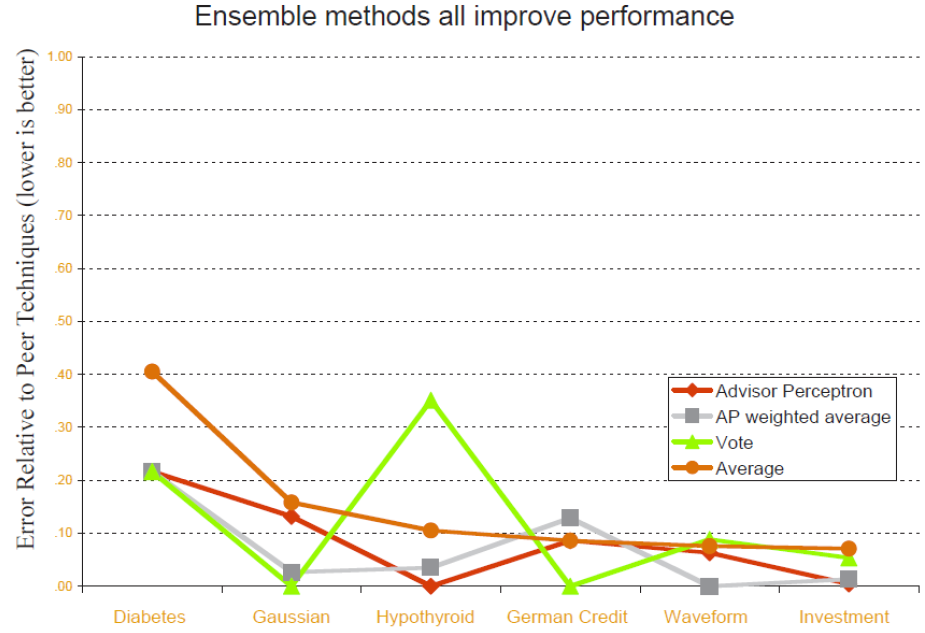 Ensemble methods all improve performance
Error Relative to Peer Techniques (lower is better)
1.00
.90
.80
.70
.60
.50
.40
.30
.20
.10
.00
Advisor Perceptron
AP weighted average
Vote
Average
Diabetes Gaussian Hypothyroid German Credit Waveform Investment